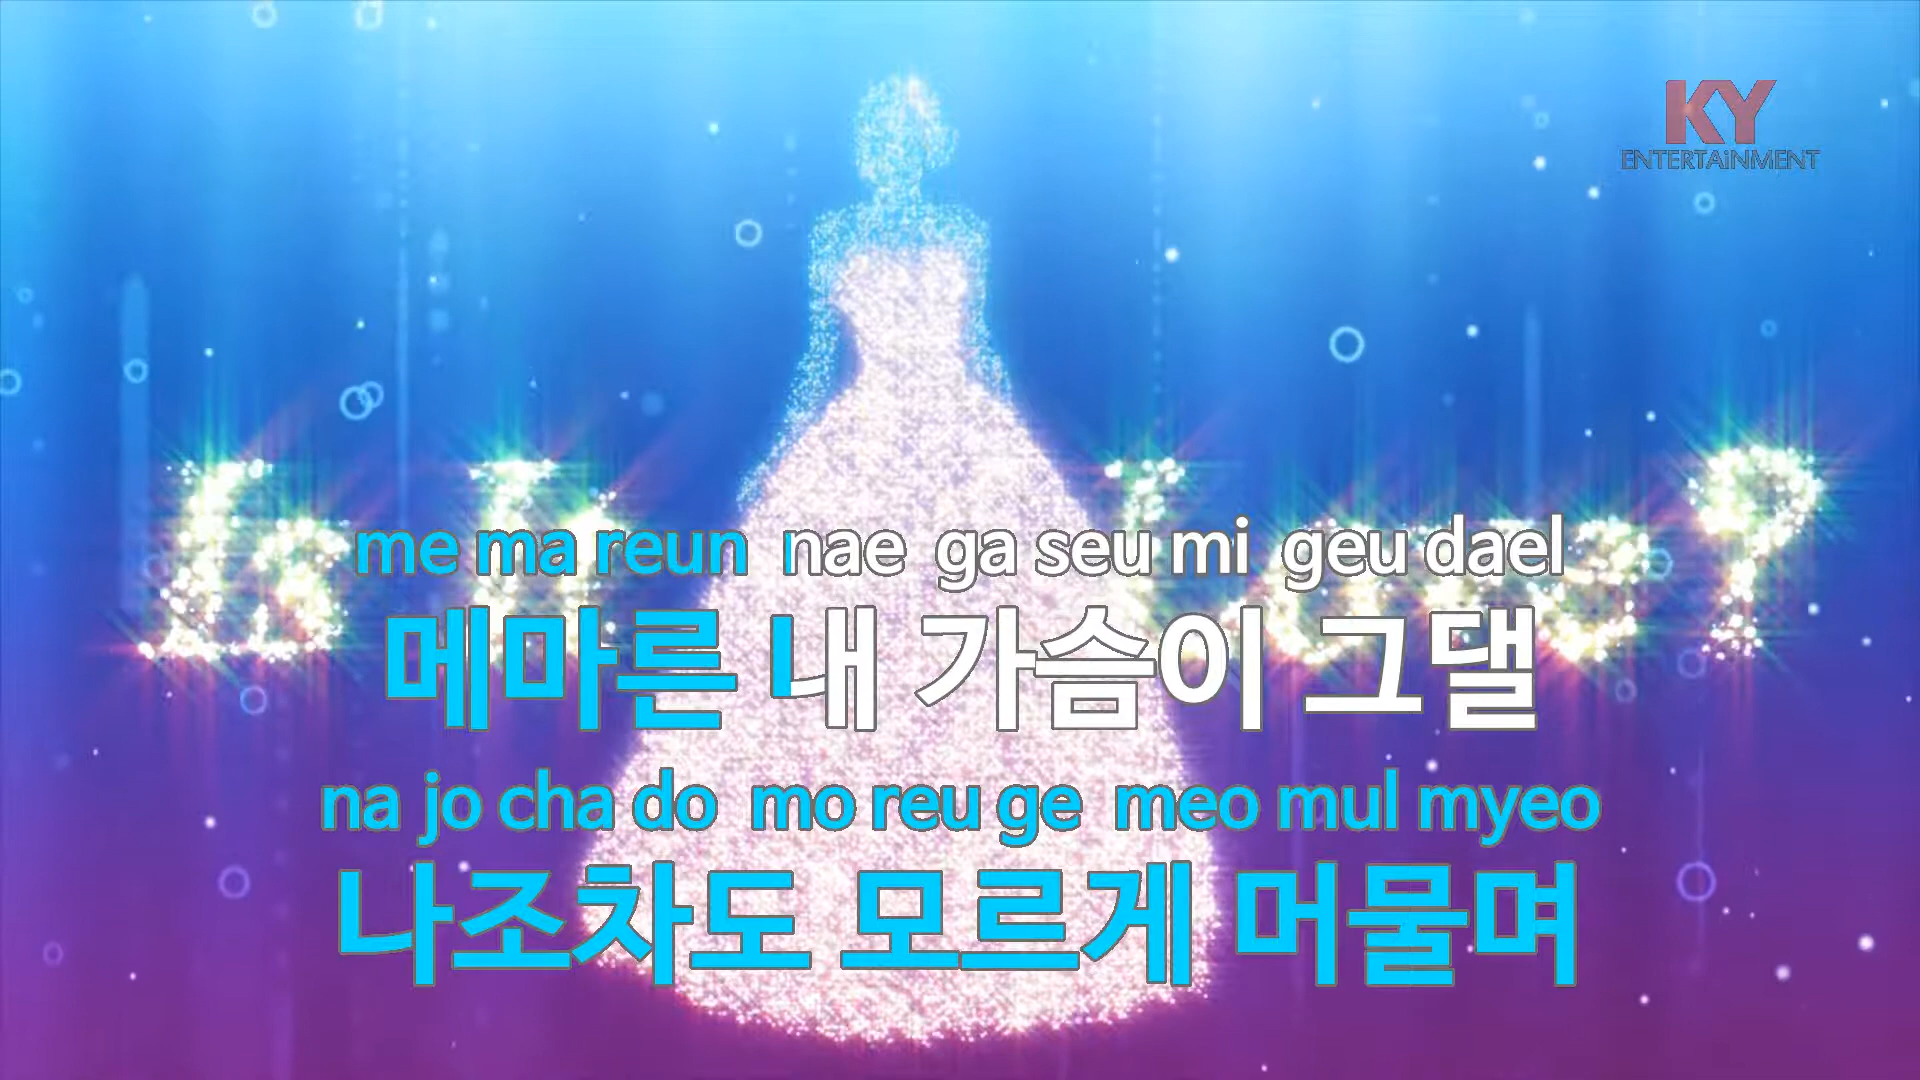 KY
ENTERTAiNMENT
me ma reun nae ga seu mi geu dael
메마른 내 가슴이 그댈
na jo cha do mo reu ge meo mul myeo
나조차도 모르게 머물며